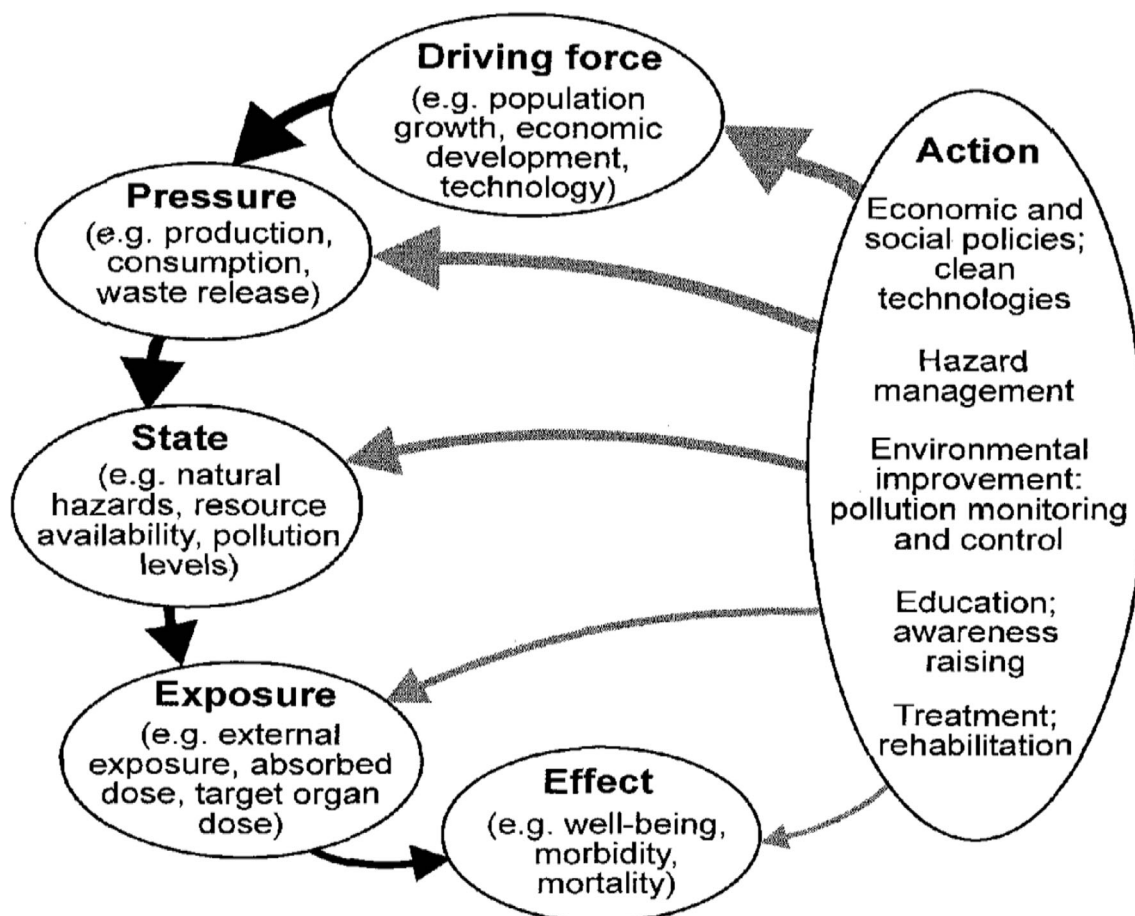 Driving force
(e.g. population
growth, economic
development,
technology)
Pressure
(e.g. production,
consumption,
waste release)
State
(e.g. natural
hazards, resource
availability, pollution
levels)
Exposure
(e.g. external
exposure, absorbed
dose, target organ
dose)
Effect
(e.g. well-being,
morbidity,
mortality)
Action
Economic and
social policies;
clean
technologies
Hazard
management
Environmental
improvement:
pollution monitoring
and control
Education;
awareness
raising
Treatment;
rehabilitation